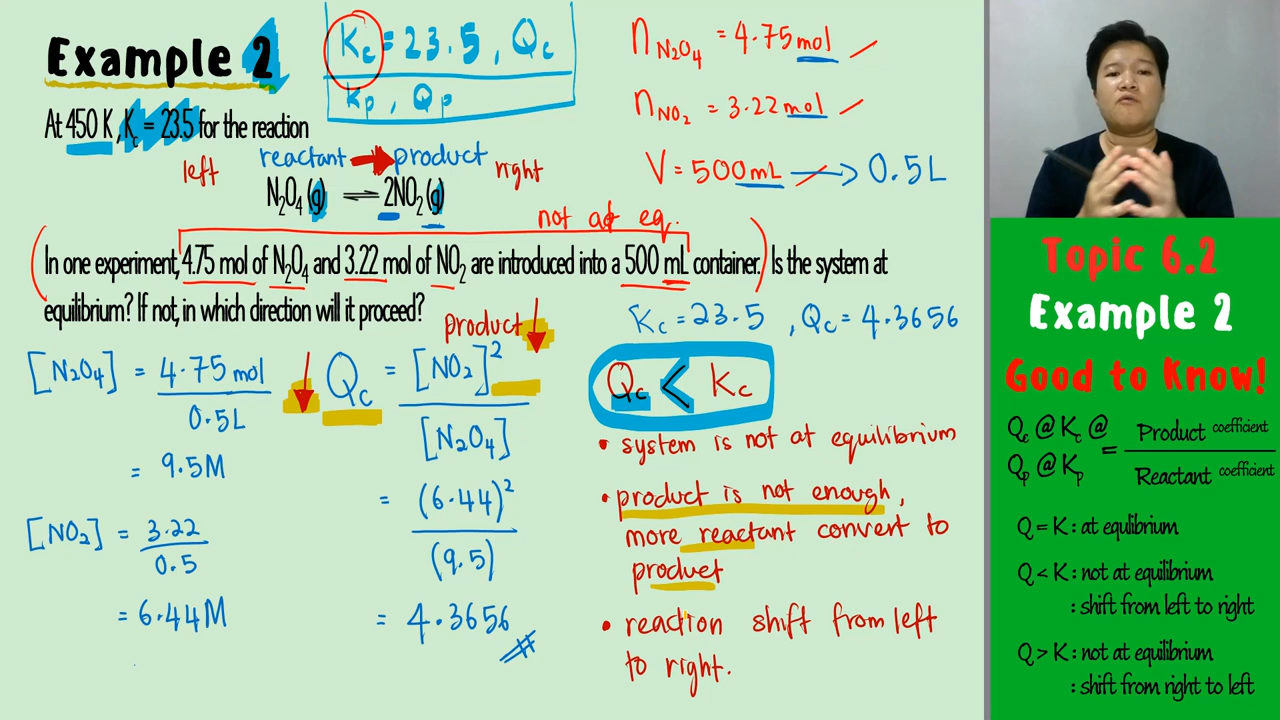 Example 2
Kc = 23.5 , Qc
Kp , Qp
nN₂O₄ = 4.75 mol
nNO₂ = 3.22 mol
V = 500 mL → 0.5L
At 450 K, Kc = 23.5 for the reaction
left reactant → product right
N₂O₄ (g) ⇌ 2NO₂ (g)
not at eq.
(In one experiment, 4.75 mol of N₂O₄ and 3.22 mol of NO₂ are introduced into a 500 mL container.) Is the system at
equilibrium? If not, in which direction will it proceed?
[N₂O₄] = 4.75 mol / 0.5L
= 9.5M
[NO₂] = 3.22 / 0.5
= 6.44M
product ↓
↓ Qc = [NO₂]² / [N₂O₄]
= (6.44)² / (9.5)
= 4.3656
Kc = 23.5 , Qc = 4.3656
Qc < Kc
• system is not at equilibrium
• product is not enough,
more reactant convert to
product
• reaction shift from left
to right.
Topic 6.2
Example 2
Good to Know!
Qc @ Kc @
Qp @ Kp
= Product coefficient / Reactant coefficient
Q = K : at equlibrium
Q < K : not at equilibrium
: shift from left to right
Q > K : not at equilibrium
: shift from right to left